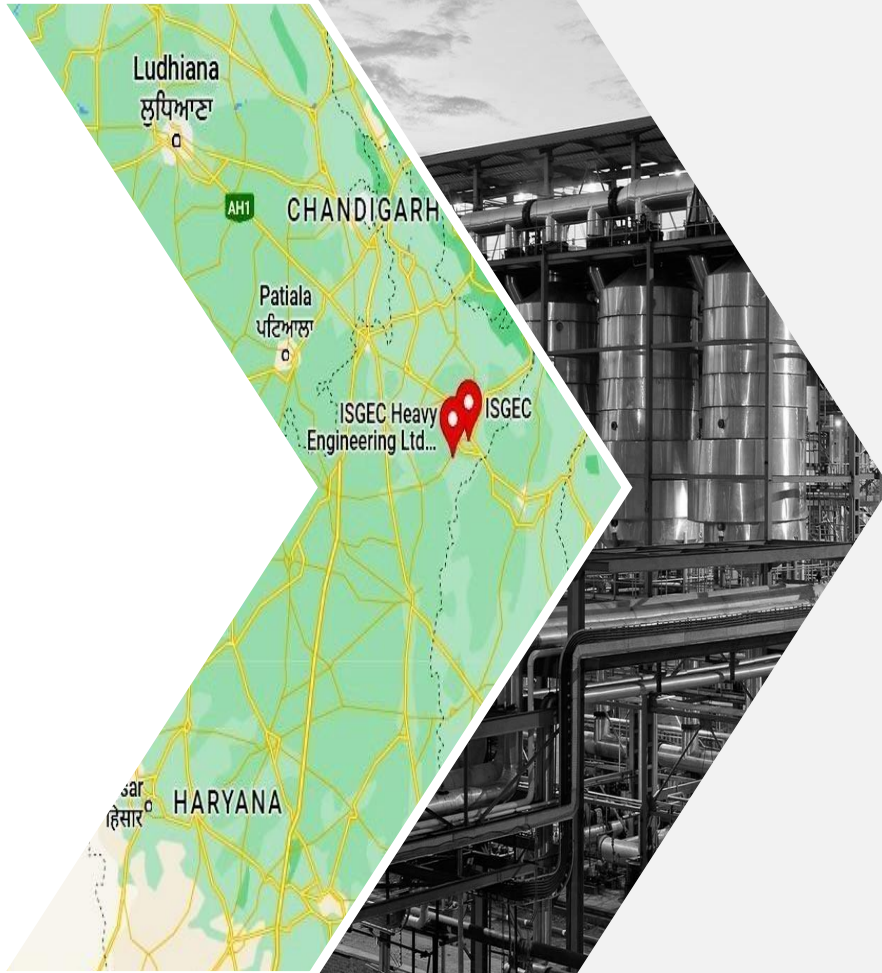 Ludhiana
ਲੁਧਿਆਣਾ
AH1
CHANDIGARH
Patiala
ਪਟਿਆਲਾ
ISGEC Heavy
Engineering Ltd...
ISGEC
HARYANA
हिसार